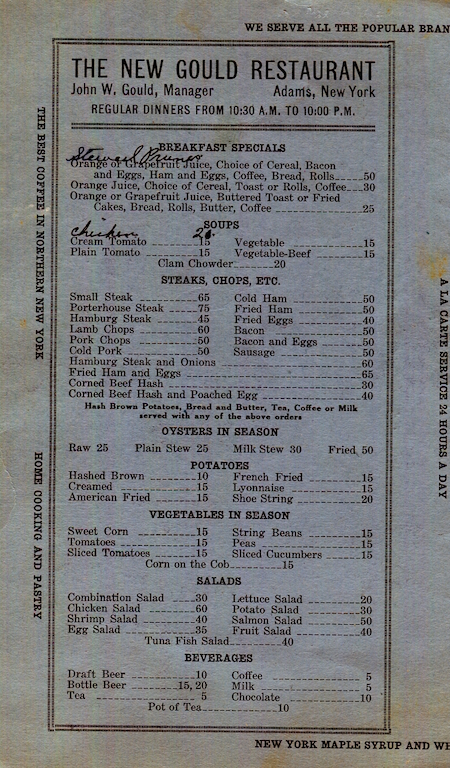 WE SERVE ALL THE POPULAR BRAN
THE NEW GOULD RESTAURANT
John W. Gould, Manager Adams, New York
REGULAR DINNERS FROM 10:30 A.M. TO 10:00 P.M.
BREAKFAST SPECIALS
Stewed Prunes
Orange or Grapefruit Juice, Choice of Cereal, Bacon
and Eggs, Ham and Eggs, Coffee, Bread, Rolls 50
Orange Juice, Choice of Cereal, Toast or Rolls, Coffee 30
Orange or Grapefruit Juice, Buttered Toast or Fried
Cakes, Bread, Rolls, Butter, Coffee 25
SOUPS
Chicken 20
Cream Tomato 15 Vegetable 15
Plain Tomato 15 Vegetable-Beef 15
Clam Chowder 20
STEAKS, CHOPS, ETC.
Small Steak 65 Cold Ham 50
Porterhouse Steak 75 Fried Ham 50
Hamburg Steak 45 Fried Eggs 40
Lamb Chops 60 Bacon 50
Pork Chops 50 Bacon and Eggs 50
Cold Pork 50 Sausage 50
Hamburg Steak and Onions 60
Fried Ham and Eggs 65
Corned Beef Hash 30
Corned Beef Hash and Poached Egg 40
Hash Brown Potatoes, Bread and Butter, Tea, Coffee or Milk
served with any of the above orders
OYSTERS IN SEASON
Raw 25 Plain Stew 25 Milk Stew 30 Fried 50
POTATOES
Hashed Brown 10 French Fried 15
Creamed 15 Lyonnaise 15
American Fried 15 Shoe String 20
VEGETABLES IN SEASON
Sweet Corn 15 String Beans 15
Tomatoes 15 Peas 15
Sliced Tomatoes 15 Sliced Cucumbers 15
Corn on the Cob 15
SALADS
Combination Salad 30 Lettuce Salad 20
Chicken Salad 60 Potato Salad 30
Shrimp Salad 40 Salmon Salad 50
Egg Salad 35 Fruit Salad 40
Tuna Fish Salad 40
BEVERAGES
Draft Beer 10 Coffee 5
Bottle Beer 15, 20 Milk 5
Tea 5 Chocolate 10
Pot of Tea 10
THE BEST COFFEE IN NORTHERN NEW YORK
HOME COOKING AND PASTRY
A LA CARTE SERVICE 24 HOURS A DAY
NEW YORK MAPLE SYRUP AND WH